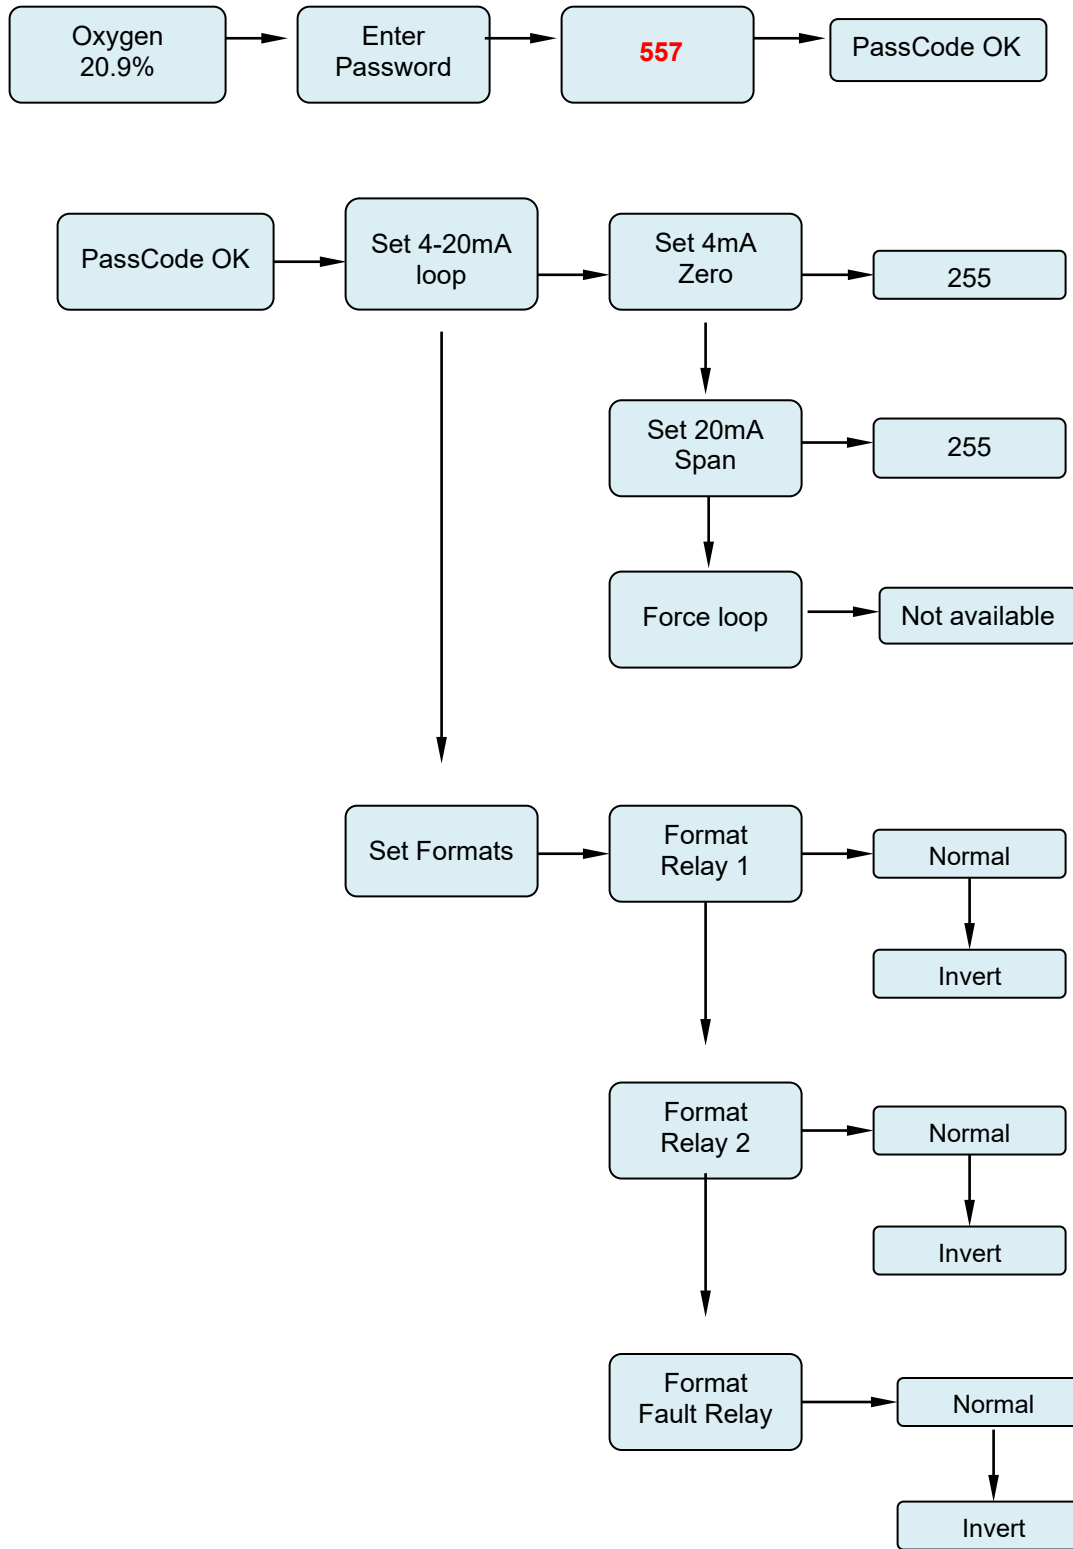 Oxygen
20.9%
Enter
Password
557
PassCode OK
PassCode OK
Set 4-20mA
loop
Set 4mA
Zero
255
Set 20mA
Span
255
Force loop
Not available
Set Formats
Format
Relay 1
Normal
Invert
Format
Relay 2
Normal
Invert
Format
Fault Relay
Normal
Invert